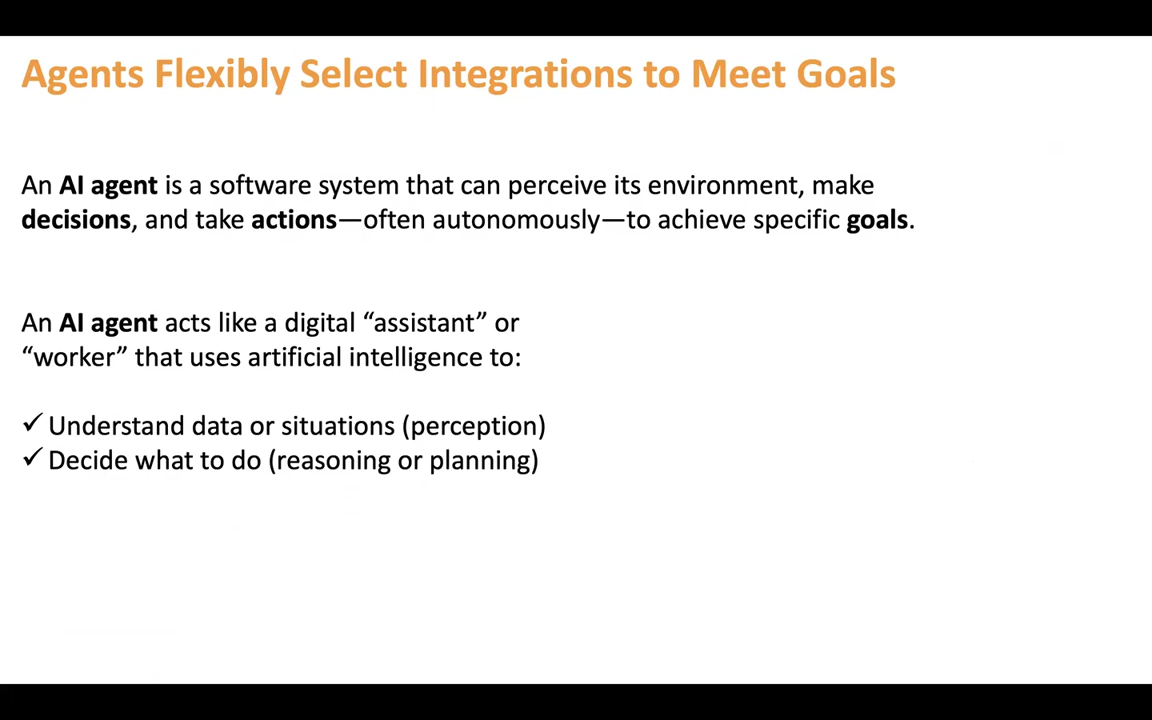 Agents Flexibly Select Integrations to Meet Goals
An AI agent is a software system that can perceive its environment, make
decisions, and take actions—often autonomously—to achieve specific goals.
An AI agent acts like a digital “assistant” or
“worker” that uses artificial intelligence to:
✓ Understand data or situations (perception)
✓ Decide what to do (reasoning or planning)